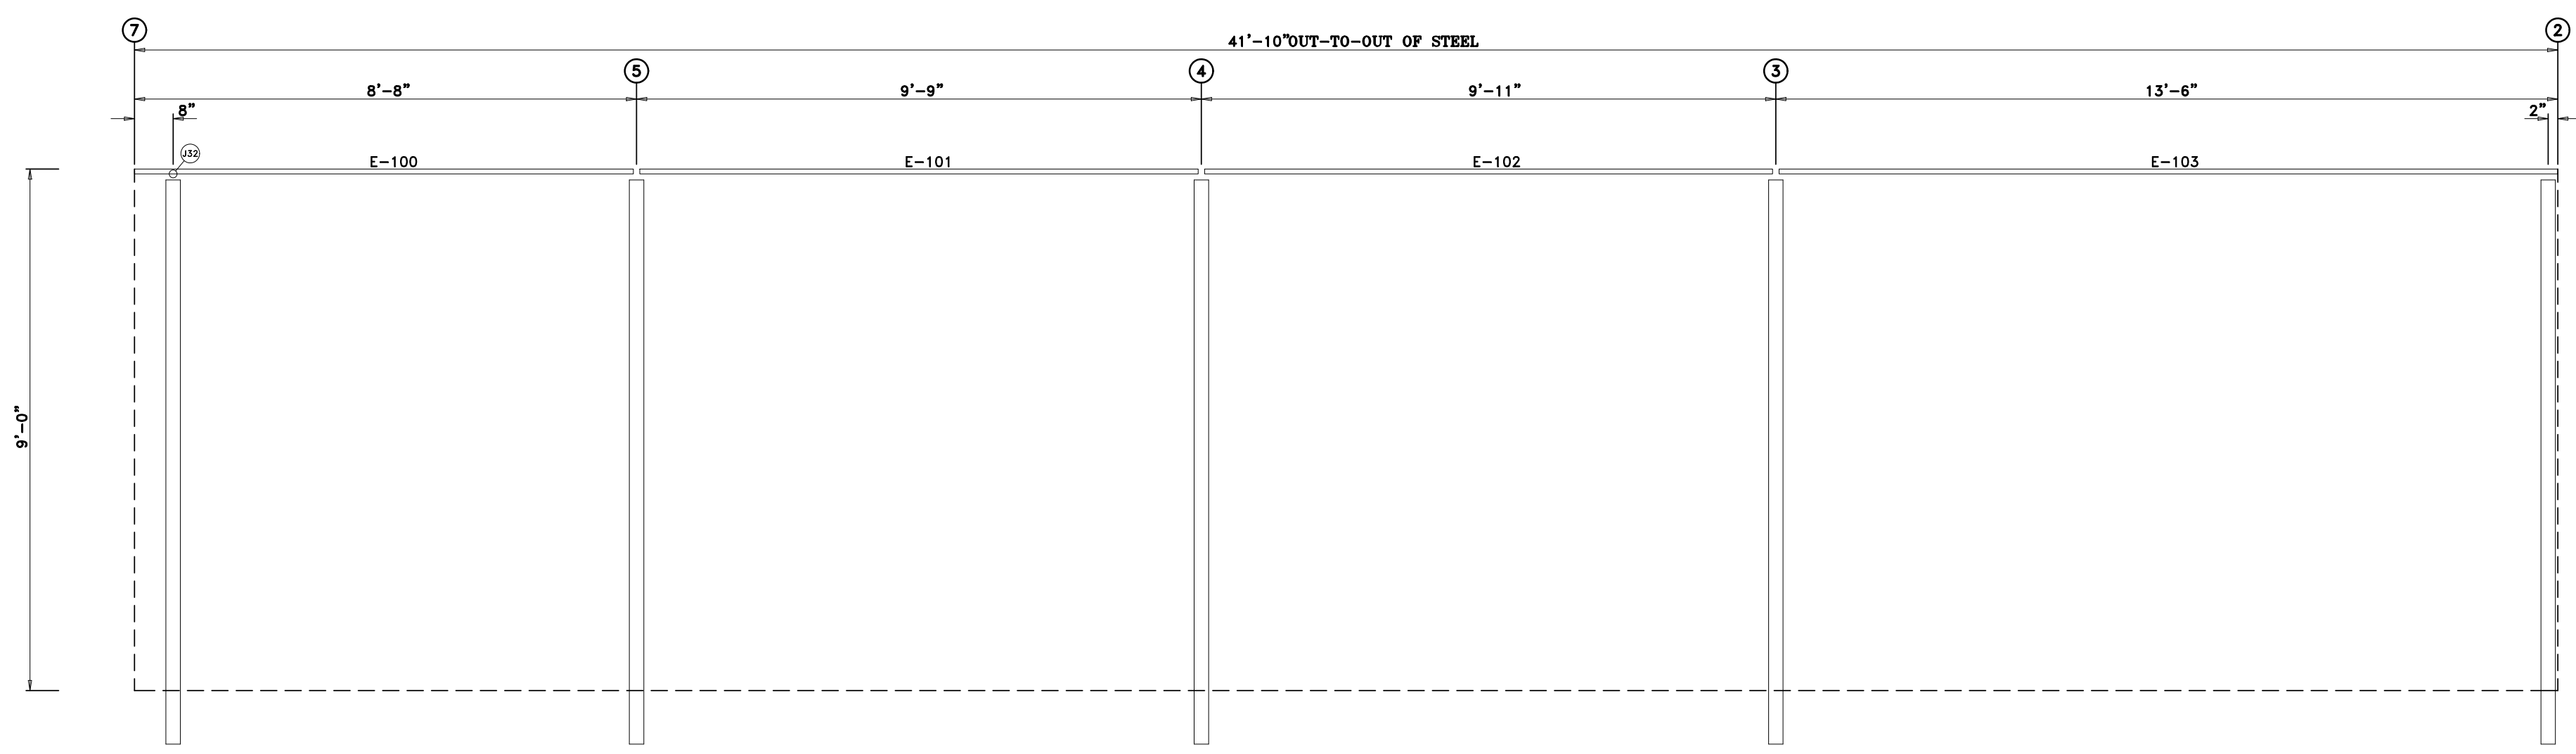 7
2
41'-10"OUT-TO-OUT OF STEEL
5
4
3
8'-8"
9'-9"
9'-11"
13'-6"
8"
2"
J32
E-100
E-101
E-102
E-103
9'-0"